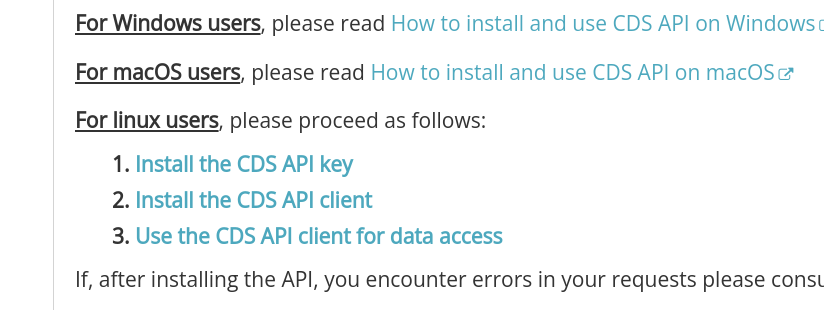 For Windows users, please read How to install and use CDS API on Windows
For macOS users, please read How to install and use CDS API on macOS
For linux users, please proceed as follows:
1. Install the CDS API key
2. Install the CDS API client
3. Use the CDS API client for data access
If, after installing the API, you encounter errors in your requests please